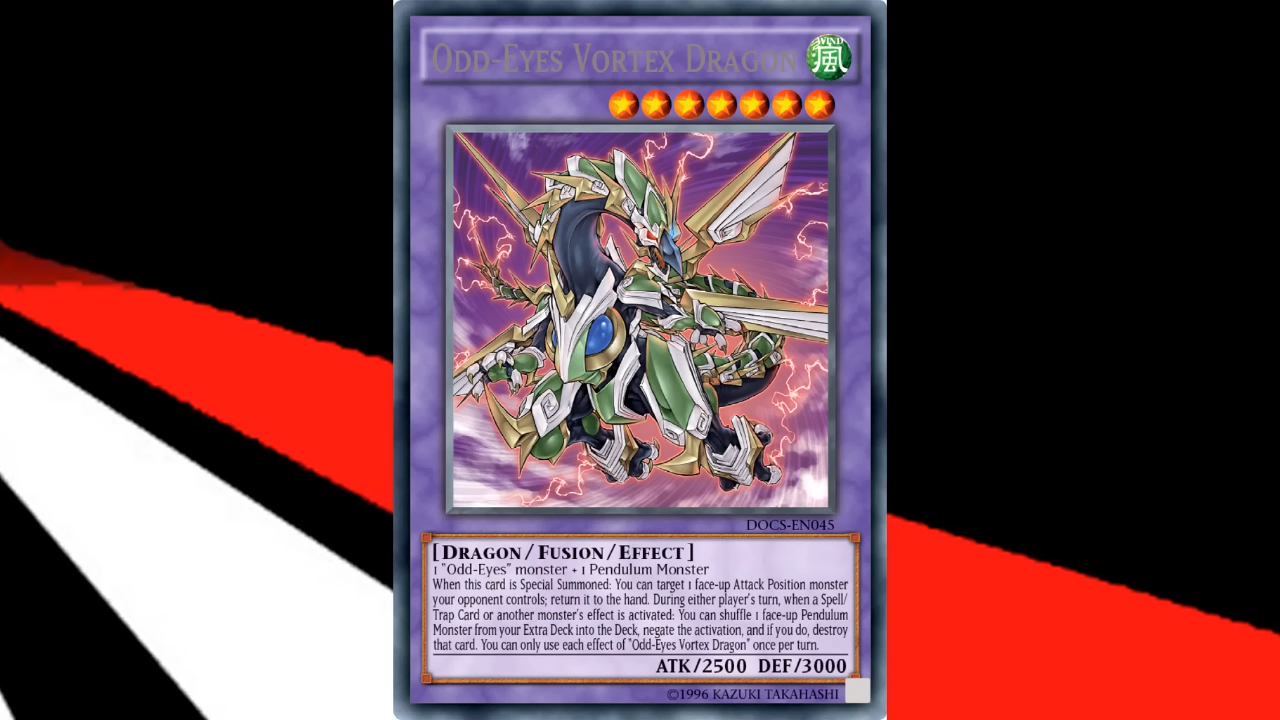 Odd-Eyes Vortex Dragon
WIND
風
DOCS-EN045
[ Dragon / Fusion / Effect ]
1 "Odd-Eyes" monster + 1 Pendulum Monster
When this card is Special Summoned: You can target 1 face-up Attack Position monster
your opponent controls; return it to the hand. During either player's turn, when a Spell/
Trap Card or another monster's effect is activated: You can shuffle 1 face-up Pendulum
Monster from your Extra Deck into the Deck, negate the activation, and if you do, destroy
that card. You can only use each effect of "Odd-Eyes Vortex Dragon" once per turn.
ATK/2500 DEF/3000
©1996 KAZUKI TAKAHASHI